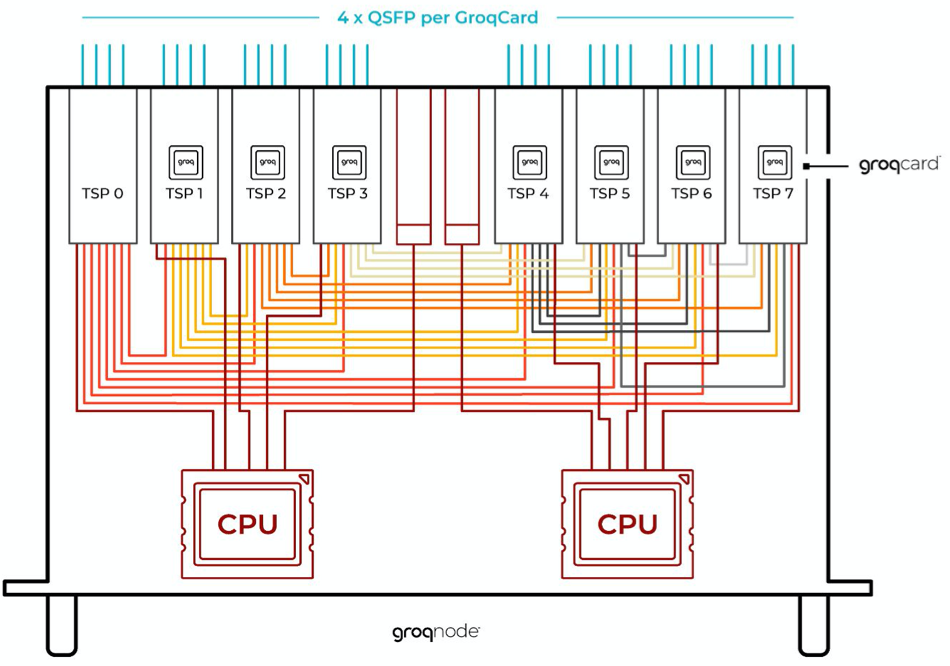 4 x QSFP per GroqCard
groq
groq
groq
groq
groq
groq
groq
TSP 0
TSP 1
TSP 2
TSP 3
TSP 4
TSP 5
TSP 6
TSP 7
groqcard
CPU
CPU
groqnode